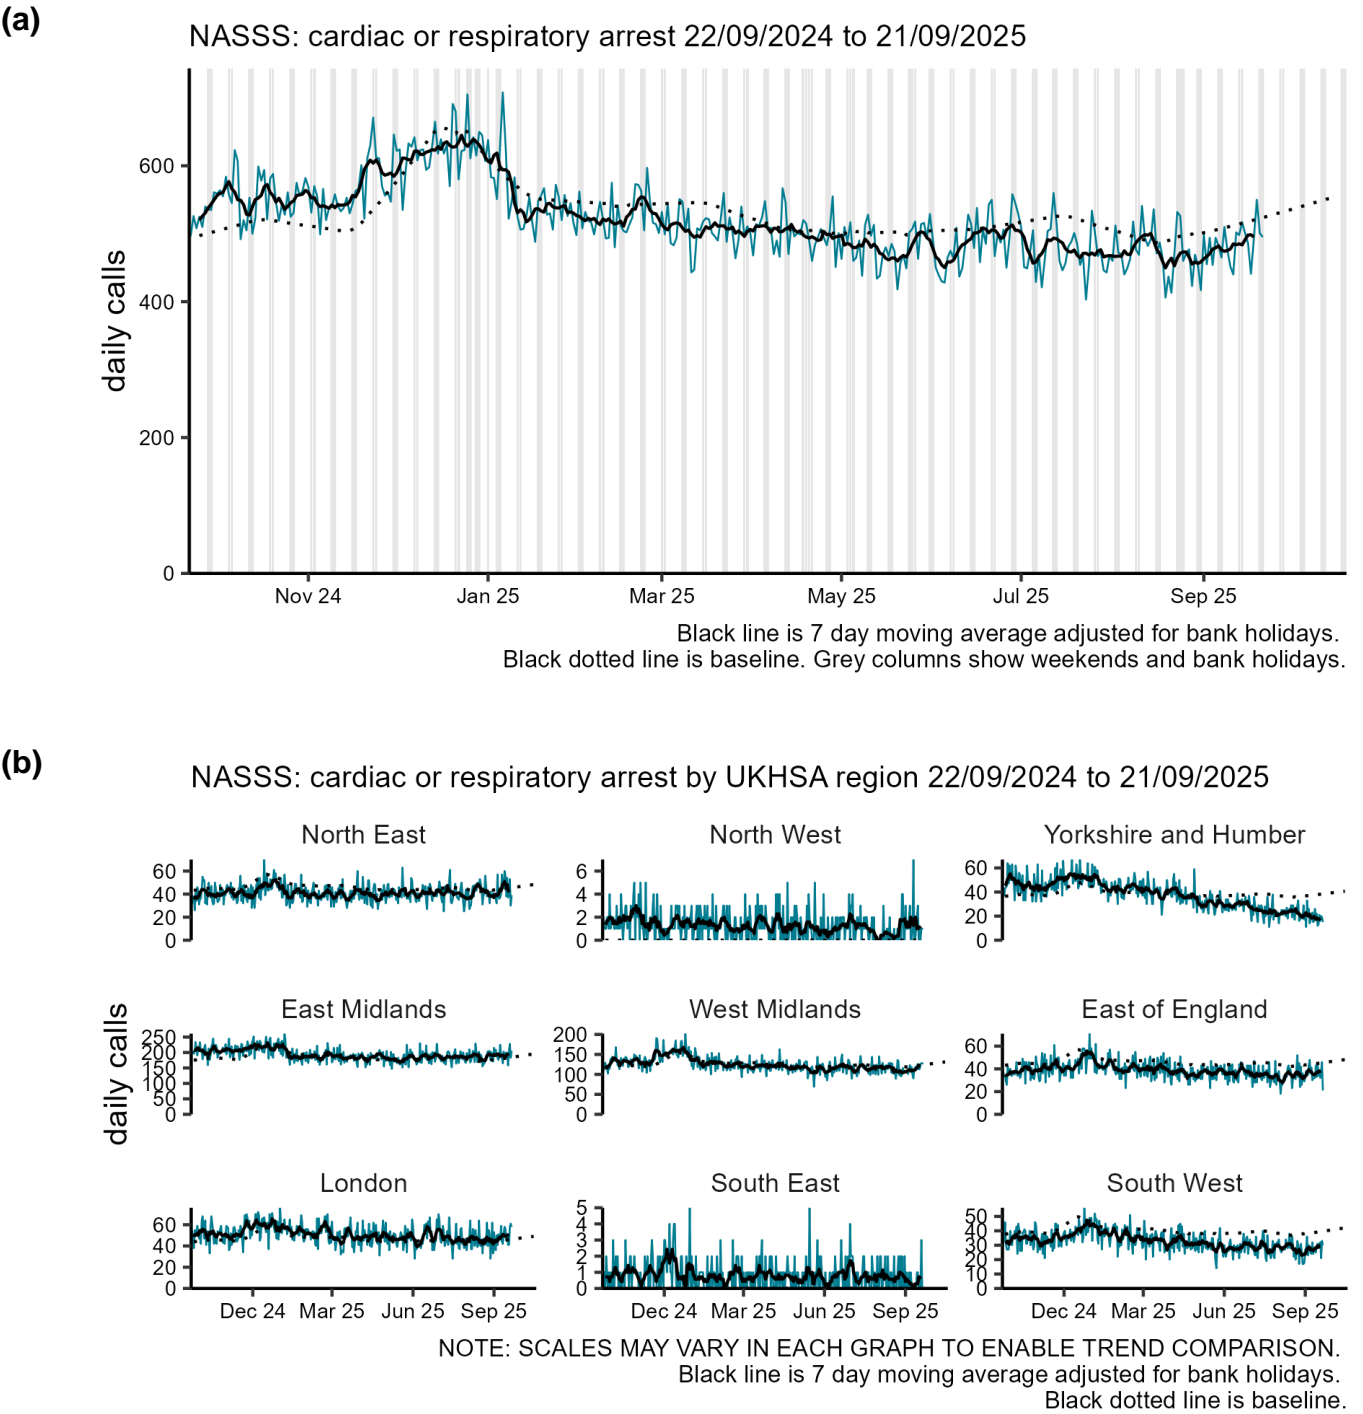 (a)
NASSS: cardiac or respiratory arrest 22/09/2024 to 21/09/2025
daily calls
600
400
200
0
Nov 24 Jan 25 Mar 25 May 25 Jul 25 Sep 25
Black line is 7 day moving average adjusted for bank holidays.
Black dotted line is baseline. Grey columns show weekends and bank holidays.
(b)
NASSS: cardiac or respiratory arrest by UKHSA region 22/09/2024 to 21/09/2025
daily calls
North East North West Yorkshire and Humber
60 6 60
40 4 40
20 2 20
0 0 0
East Midlands West Midlands East of England
250 200 60
200 150 40
150 100 20
100 50 0
50 0
0
London South East South West
60 5 50
40 4 40
20 3 30
0 2 20
1 10
0 0
Dec 24 Mar 25 Jun 25 Sep 25 Dec 24 Mar 25 Jun 25 Sep 25 Dec 24 Mar 25 Jun 25 Sep 25
NOTE: SCALES MAY VARY IN EACH GRAPH TO ENABLE TREND COMPARISON.
Black line is 7 day moving average adjusted for bank holidays.
Black dotted line is baseline.